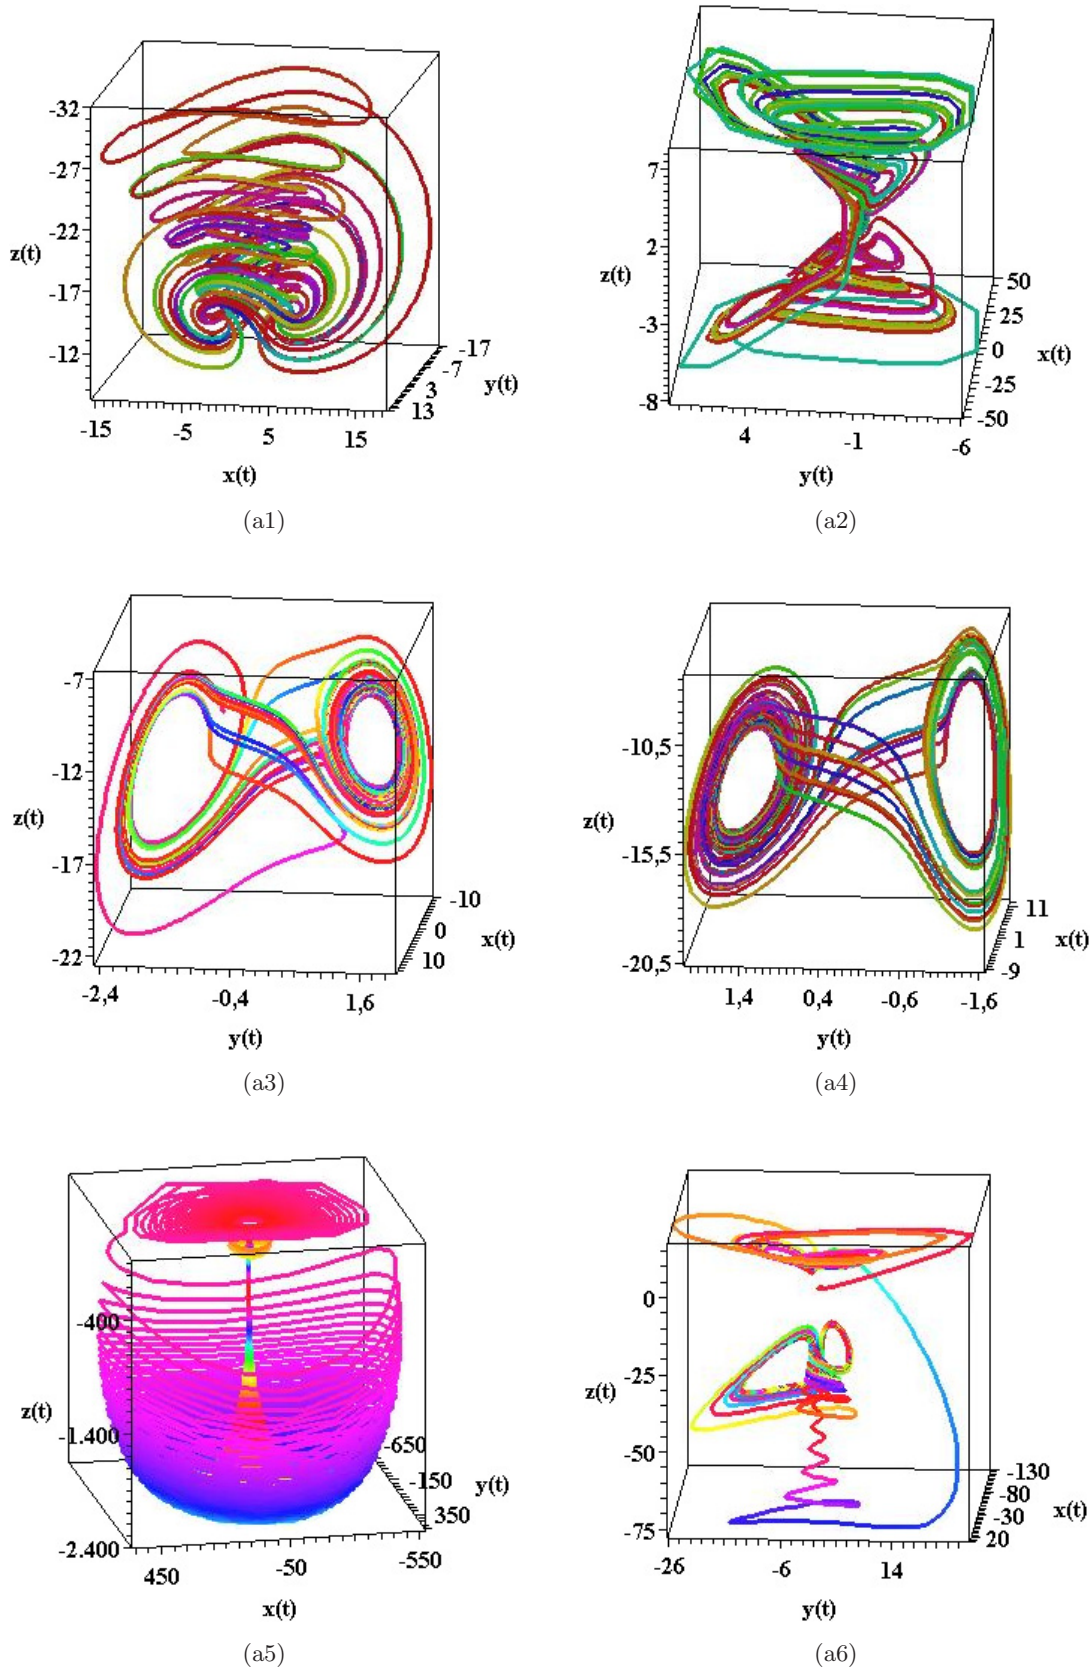 -32
-27
-22
z(t)
-17
-12
-17
-7
y(t)
3
13
-15 -5 5 15
x(t)
(a1)
7
2
z(t)
-3
-8
50
25
x(t)
0
-25
-50
4 -1 -6
y(t)
(a2)
-7
-12
z(t)
-17
-22
-10
0
x(t)
10
-2,4 -0,4 1,6
y(t)
(a3)
-10,5
z(t)
-15,5
-20,5
11
1
x(t)
-9
1,4 0,4 -0,6 -1,6
y(t)
(a4)
-400
z(t)
-1.400
-2.400
-650
-150
y(t)
350
450 -50 -550
x(t)
(a5)
0
-25
z(t)
-50
-75
-130
-80
-30
x(t)
20
-26 -6 14
y(t)
(a6)